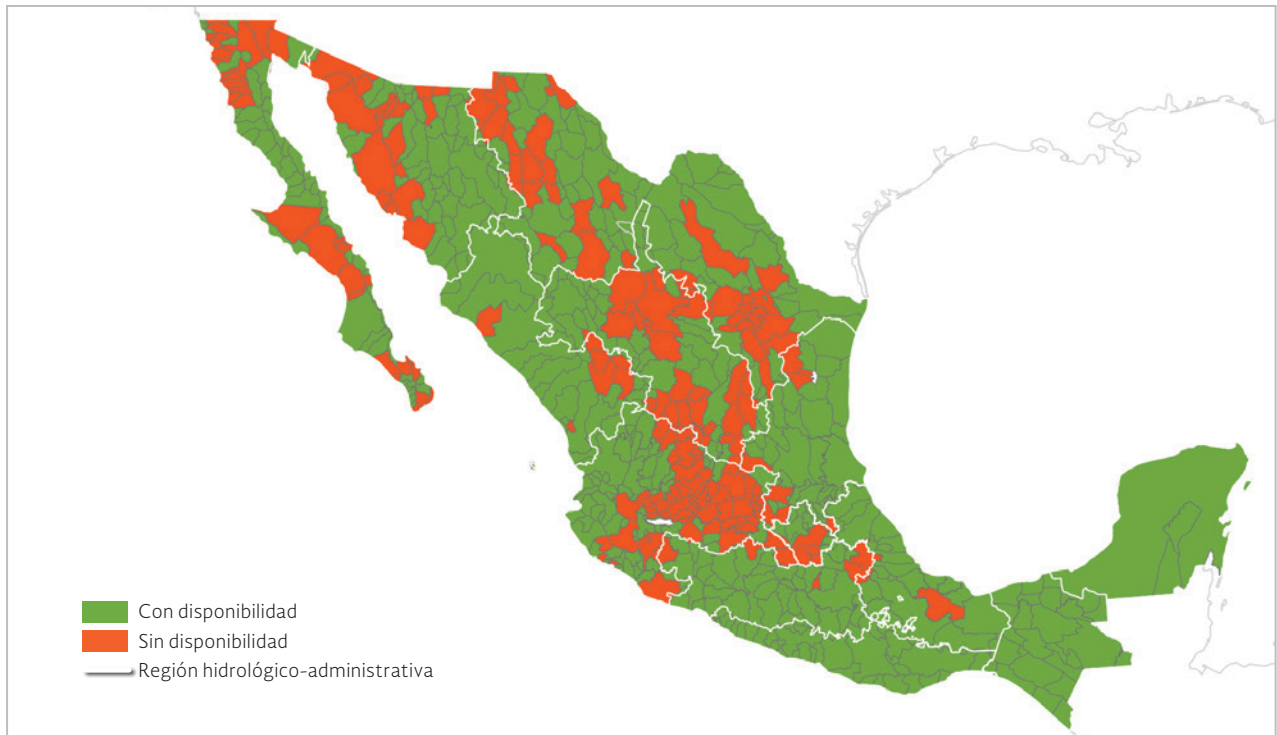 Con disponibilidad
Sin disponibilidad
Región hidrológico-administrativa